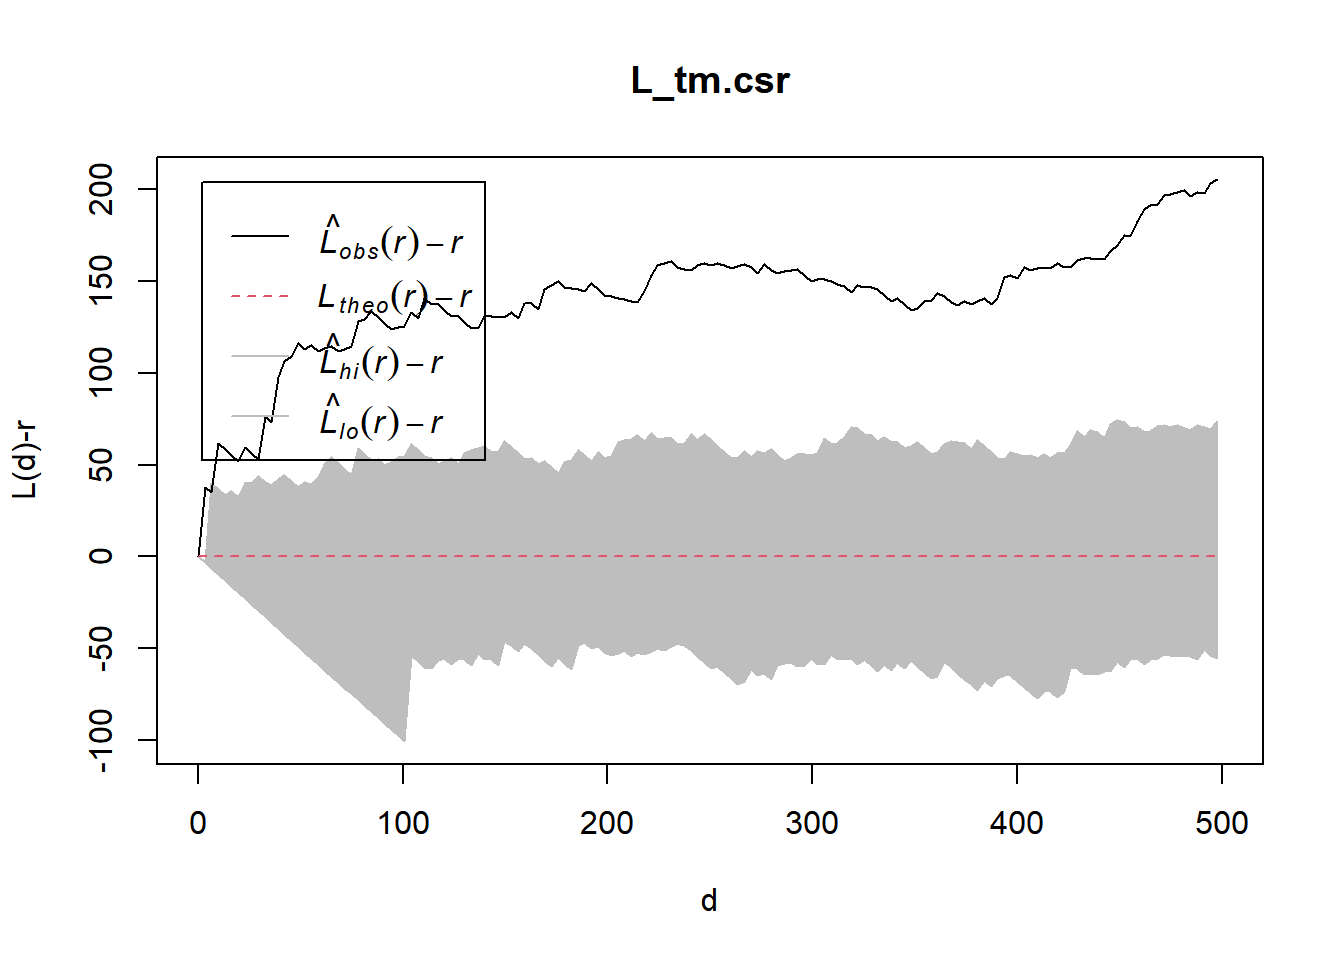 L_tm.csr
L(d)-r
200
150
100
50
0
-50
-100
L̂obs(r) − r
Ltheo(r) − r
L̂hi(r) − r
L̂lo(r) − r
0 100 200 300 400 500
d